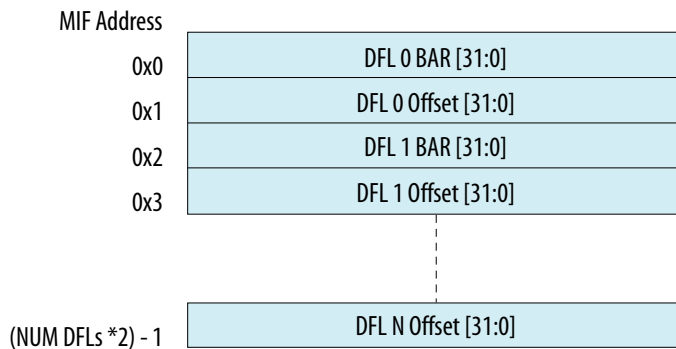 MIF Address
0x0 DFL 0 BAR [31:0]
0x1 DFL 0 Offset [31:0]
0x2 DFL 1 BAR [31:0]
0x3 DFL 1 Offset [31:0]
(NUM DFLs *2) - 1 DFL N Offset [31:0]